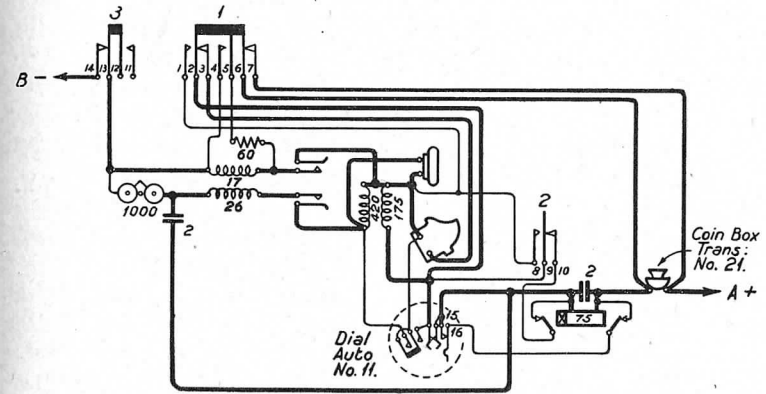 3
1
B -
14 13 12 11
1 2 3 4 5 6 7
60
17
1000
26
2
420
175
2
8 9 10
2
Coin Box
Trans:
No. 21.
A +
75
15
16
Dial
Auto
No. 11.